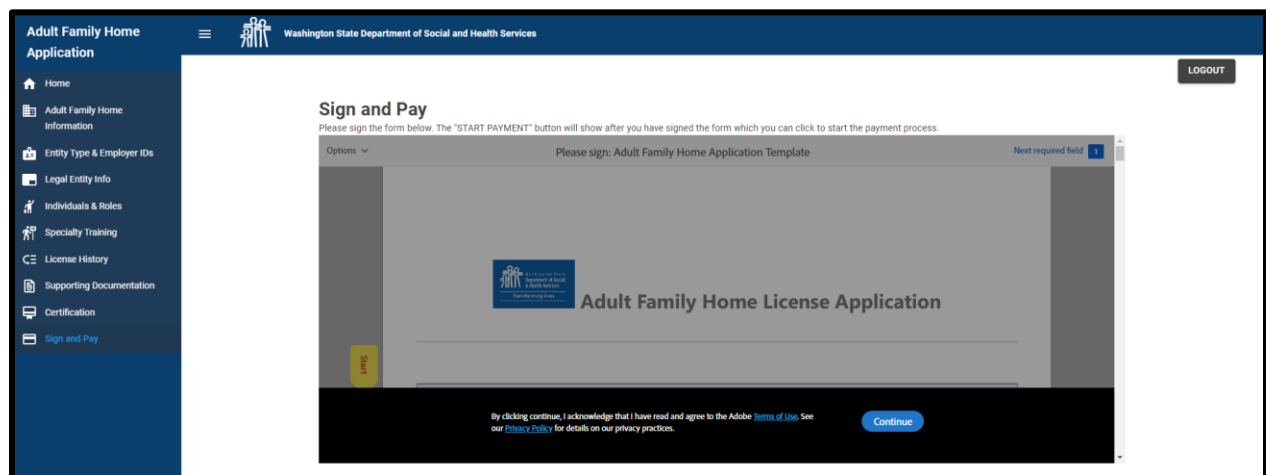 Adult Family Home
Application
Washington State Department of Social and Health Services
LOGOUT
Home
Adult Family Home
Information
Entity Type & Employer IDs
Legal Entity Info
Individuals & Roles
Specialty Training
License History
Supporting Documentation
Certification
Sign and Pay
Sign and Pay
Please sign the form below. The "START PAYMENT" button will show after you have signed the form which you can click to start the payment process.
Options
Please sign: Adult Family Home Application Template
Next required field 1
Washington State
Department of Social
& Health Services
Transforming lives
Adult Family Home License Application
Start
By clicking continue, I acknowledge that I have read and agree to the Adobe Terms of Use. See
our Privacy Policy for details on our privacy practices.
Continue